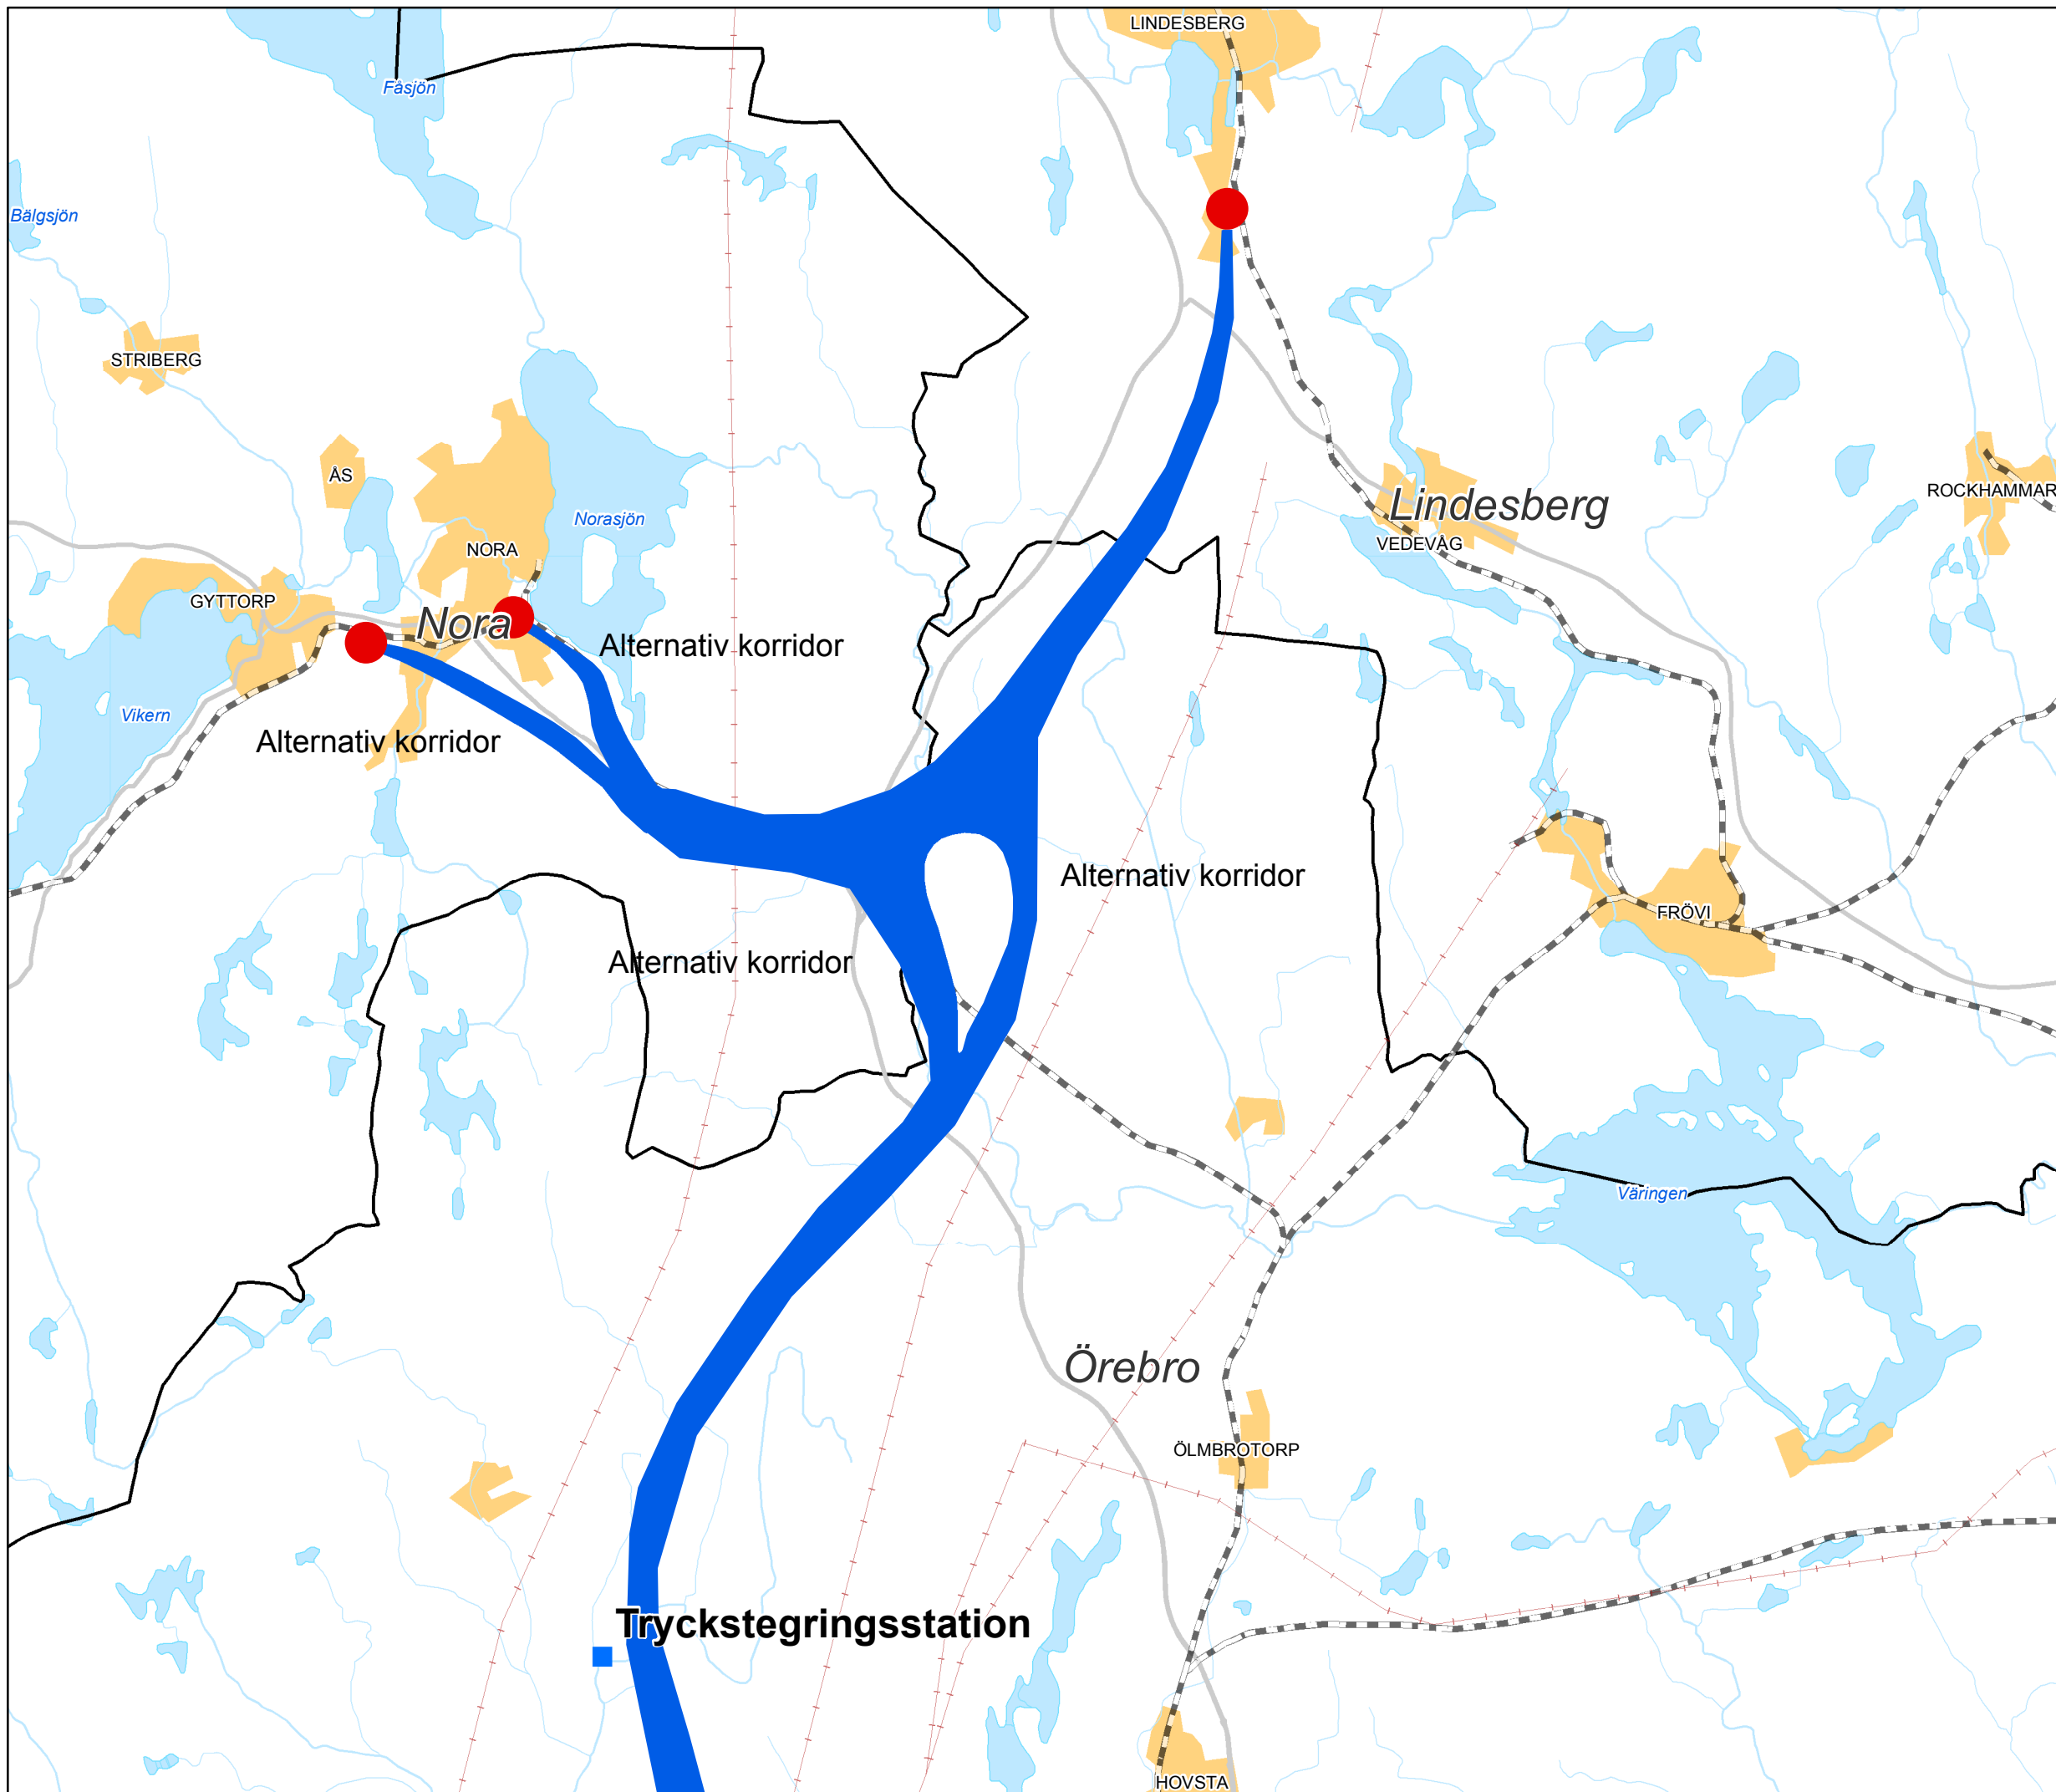 LINDESBERG
Fåsjön
Bälgsjön
STRIBERG
ÅS
ROCKHAMMAR
Lindesberg
Norasjön
VEDEVÅG
NORA
GYTTORP
Nora
Alternativ korridor
Vikern
Alternativ korridor
Alternativ korridor
FRÖVI
Alternativ korridor
Väringen
Örebro
ÖLMBROTORP
Tryckstegringsstation
HOVSTA